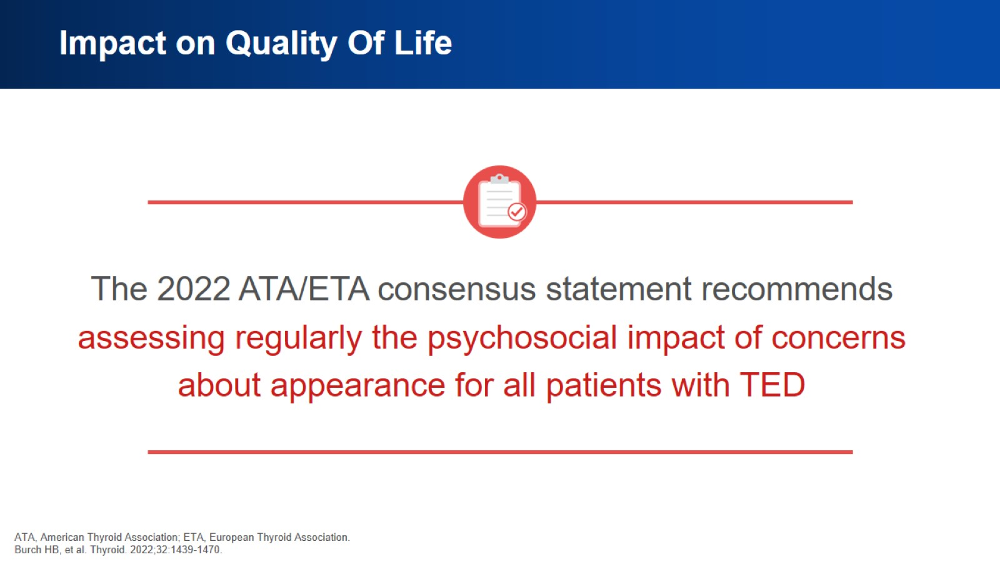 Impact on Quality Of Life
The 2022 ATA/ETA consensus statement recommends
assessing regularly the psychosocial impact of concerns
about appearance for all patients with TED
ATA, American Thyroid Association; ETA, European Thyroid Association.
Burch HB, et al. Thyroid. 2022;32:1439-1470.